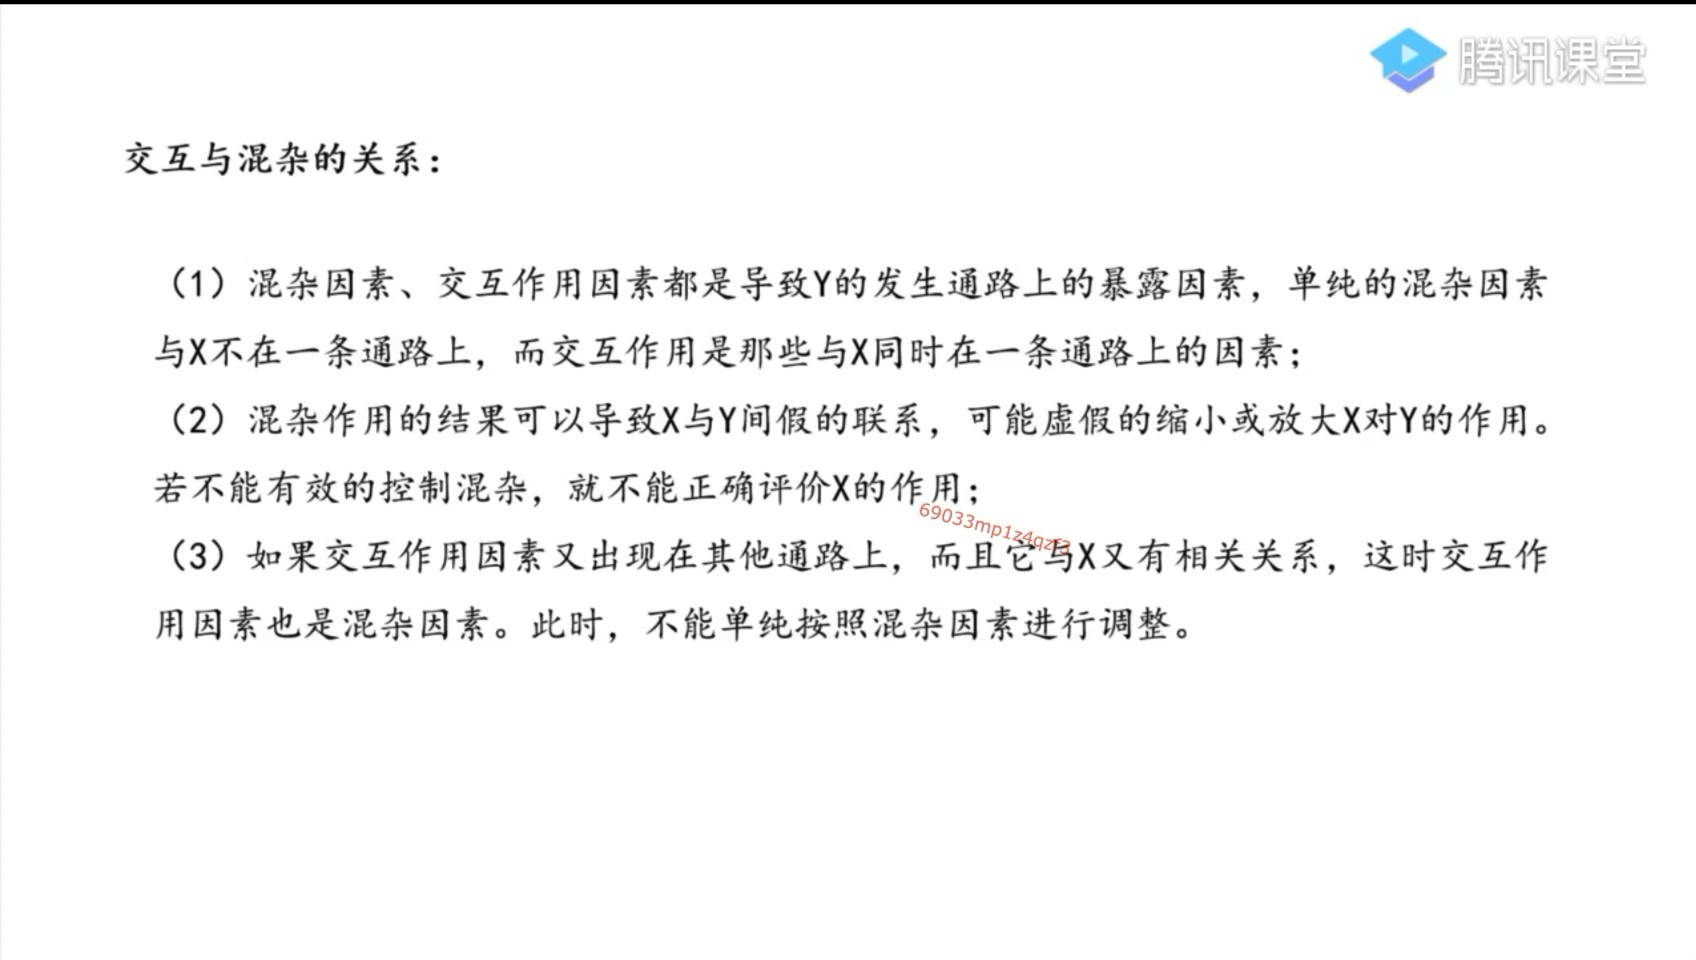 腾讯课堂
交互与混杂的关系：
（1）混杂因素、交互作用因素都是导致Y的发生通路上的暴露因素，单纯的混杂因素
与X不在一条通路上，而交互作用是那些与X同时在一条通路上的因素；
（2）混杂作用的结果可以导致X与Y间假的联系，可能虚假的缩小或放大X对Y的作用。
若不能有效的控制混杂，就不能正确评价X的作用；
69033mp1z4qzf3
（3）如果交互作用因素又出现在其他通路上，而且它与X又有相关关系，这时交互作
用因素也是混杂因素。此时，不能单纯按照混杂因素进行调整。